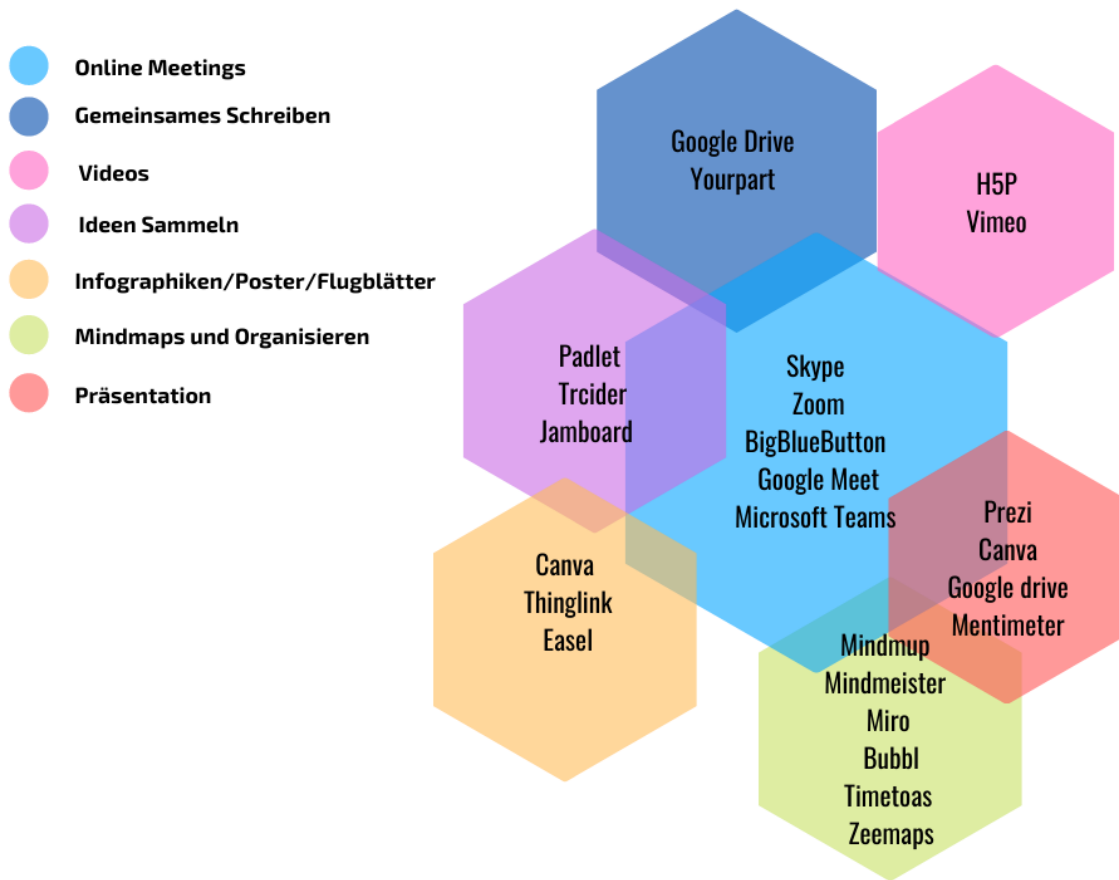 Online Meetings
Gemeinsames Schreiben
Videos
Ideen Sammeln
Infographiken/Poster/Flugblätter
Mindmaps und Organisieren
Präsentation
Google Drive
Yourpart
H5P
Vimeo
Padlet
Trcider
Jamboard
Skype
Zoom
BigBlueButton
Google Meet
Microsoft Teams
Canva
Thinglink
Easel
Prezi
Canva
Google drive
Mentimeter
Mindmup
Mindmeister
Miro
Bubbl
Timetoas
Zeemaps